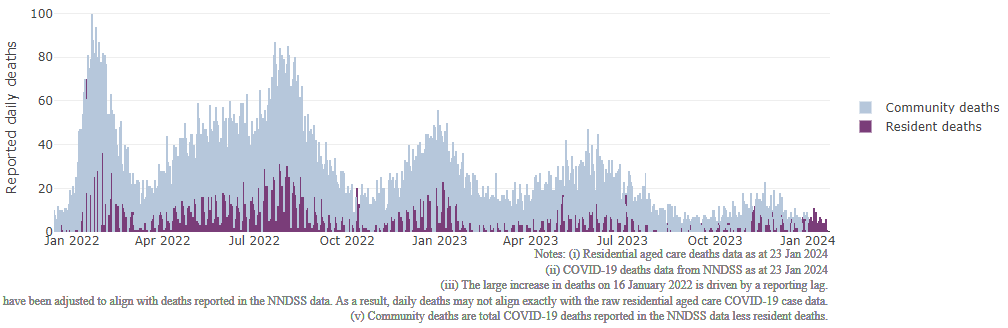 100
80
60
40
20
0
Reported daily deaths
Community deaths
Resident deaths
Jan 2022
Apr 2022
Jul 2022
Oct 2022
Jan 2023
Apr 2023
Jul 2023
Oct 2023
Jan 2024
Notes: (i) Residential aged care deaths data as at 23 Jan 2024
(ii) COVID-19 deaths data from NNDSS as at 23 Jan 2024
(iii) The large increase in deaths on 16 January 2022 is driven by a reporting lag.
have been adjusted to align with deaths reported in the NNDSS data. As a result, daily deaths may not align exactly with the raw residential aged care COVID-19 case data.
(v) Community deaths are total COVID-19 deaths reported in the NNDSS data less resident deaths.